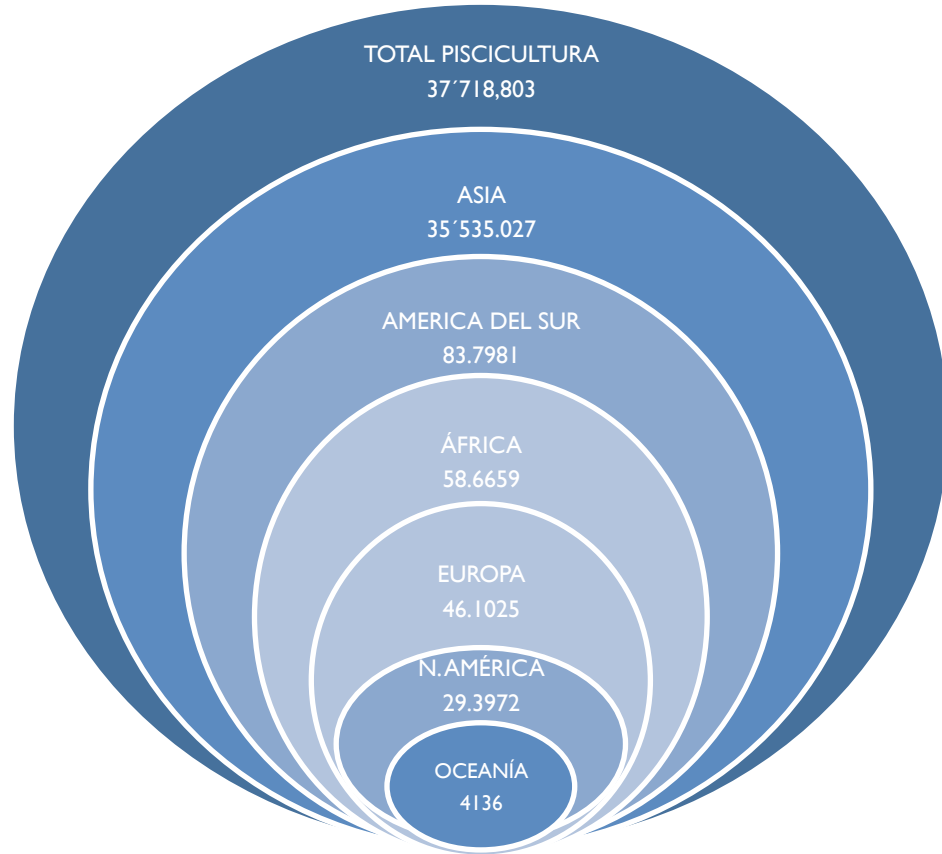 TOTAL PISCICULTURA
37´718,803
ASIA
35´535.027
AMERICA DEL SUR
83.7981
ÁFRICA
58.6659
EUROPA
46.1025
N. AMÉRICA
29.3972
OCEANÍA
4136